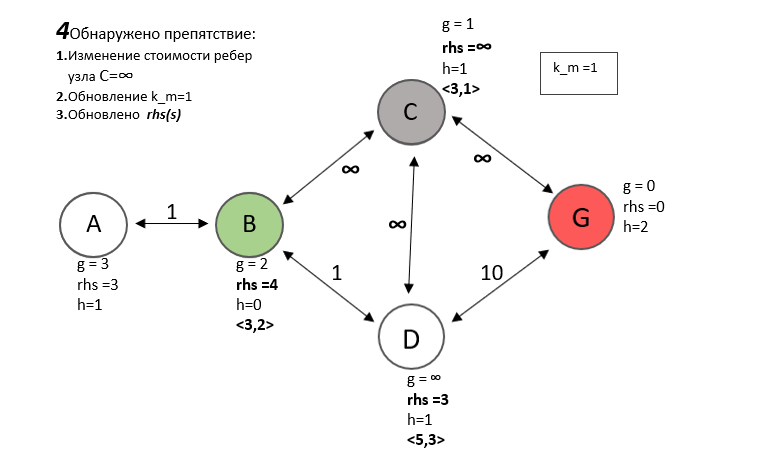 4Обнаружено препятствие:
1.Изменение стоимости ребер
узла C=∞
2.Обновление k_m=1
3.Обновлено rhs(s)
g = 1
rhs =∞
h=1
<3,1>
k_m =1
C
∞
∞
g = 0
rhs =0
h=2
A
1
B
∞
G
g = 3
rhs =3
h=1
g = 2
rhs =4
h=0
<3,2>
1
10
D
g = ∞
rhs =3
h=1
<5,3>